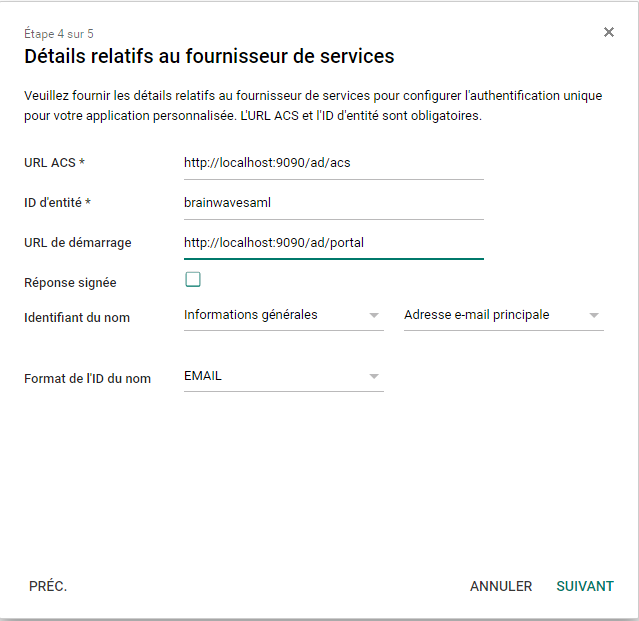 Étape 4 sur 5
Détails relatifs au fournisseur de services
Veuillez fournir les détails relatifs au fournisseur de services pour configurer l'authentification unique
pour votre application personnalisée. L'URL ACS et l'ID d'entité sont obligatoires.
URL ACS * http://localhost:9090/ad/acs
ID d'entité * brainwavesaml
URL de démarrage http://localhost:9090/ad/portal
Réponse signée
Identifiant du nom Informations générales Adresse e-mail principale
Format de l'ID du nom EMAIL
PRÉC. ANNULER SUIVANT